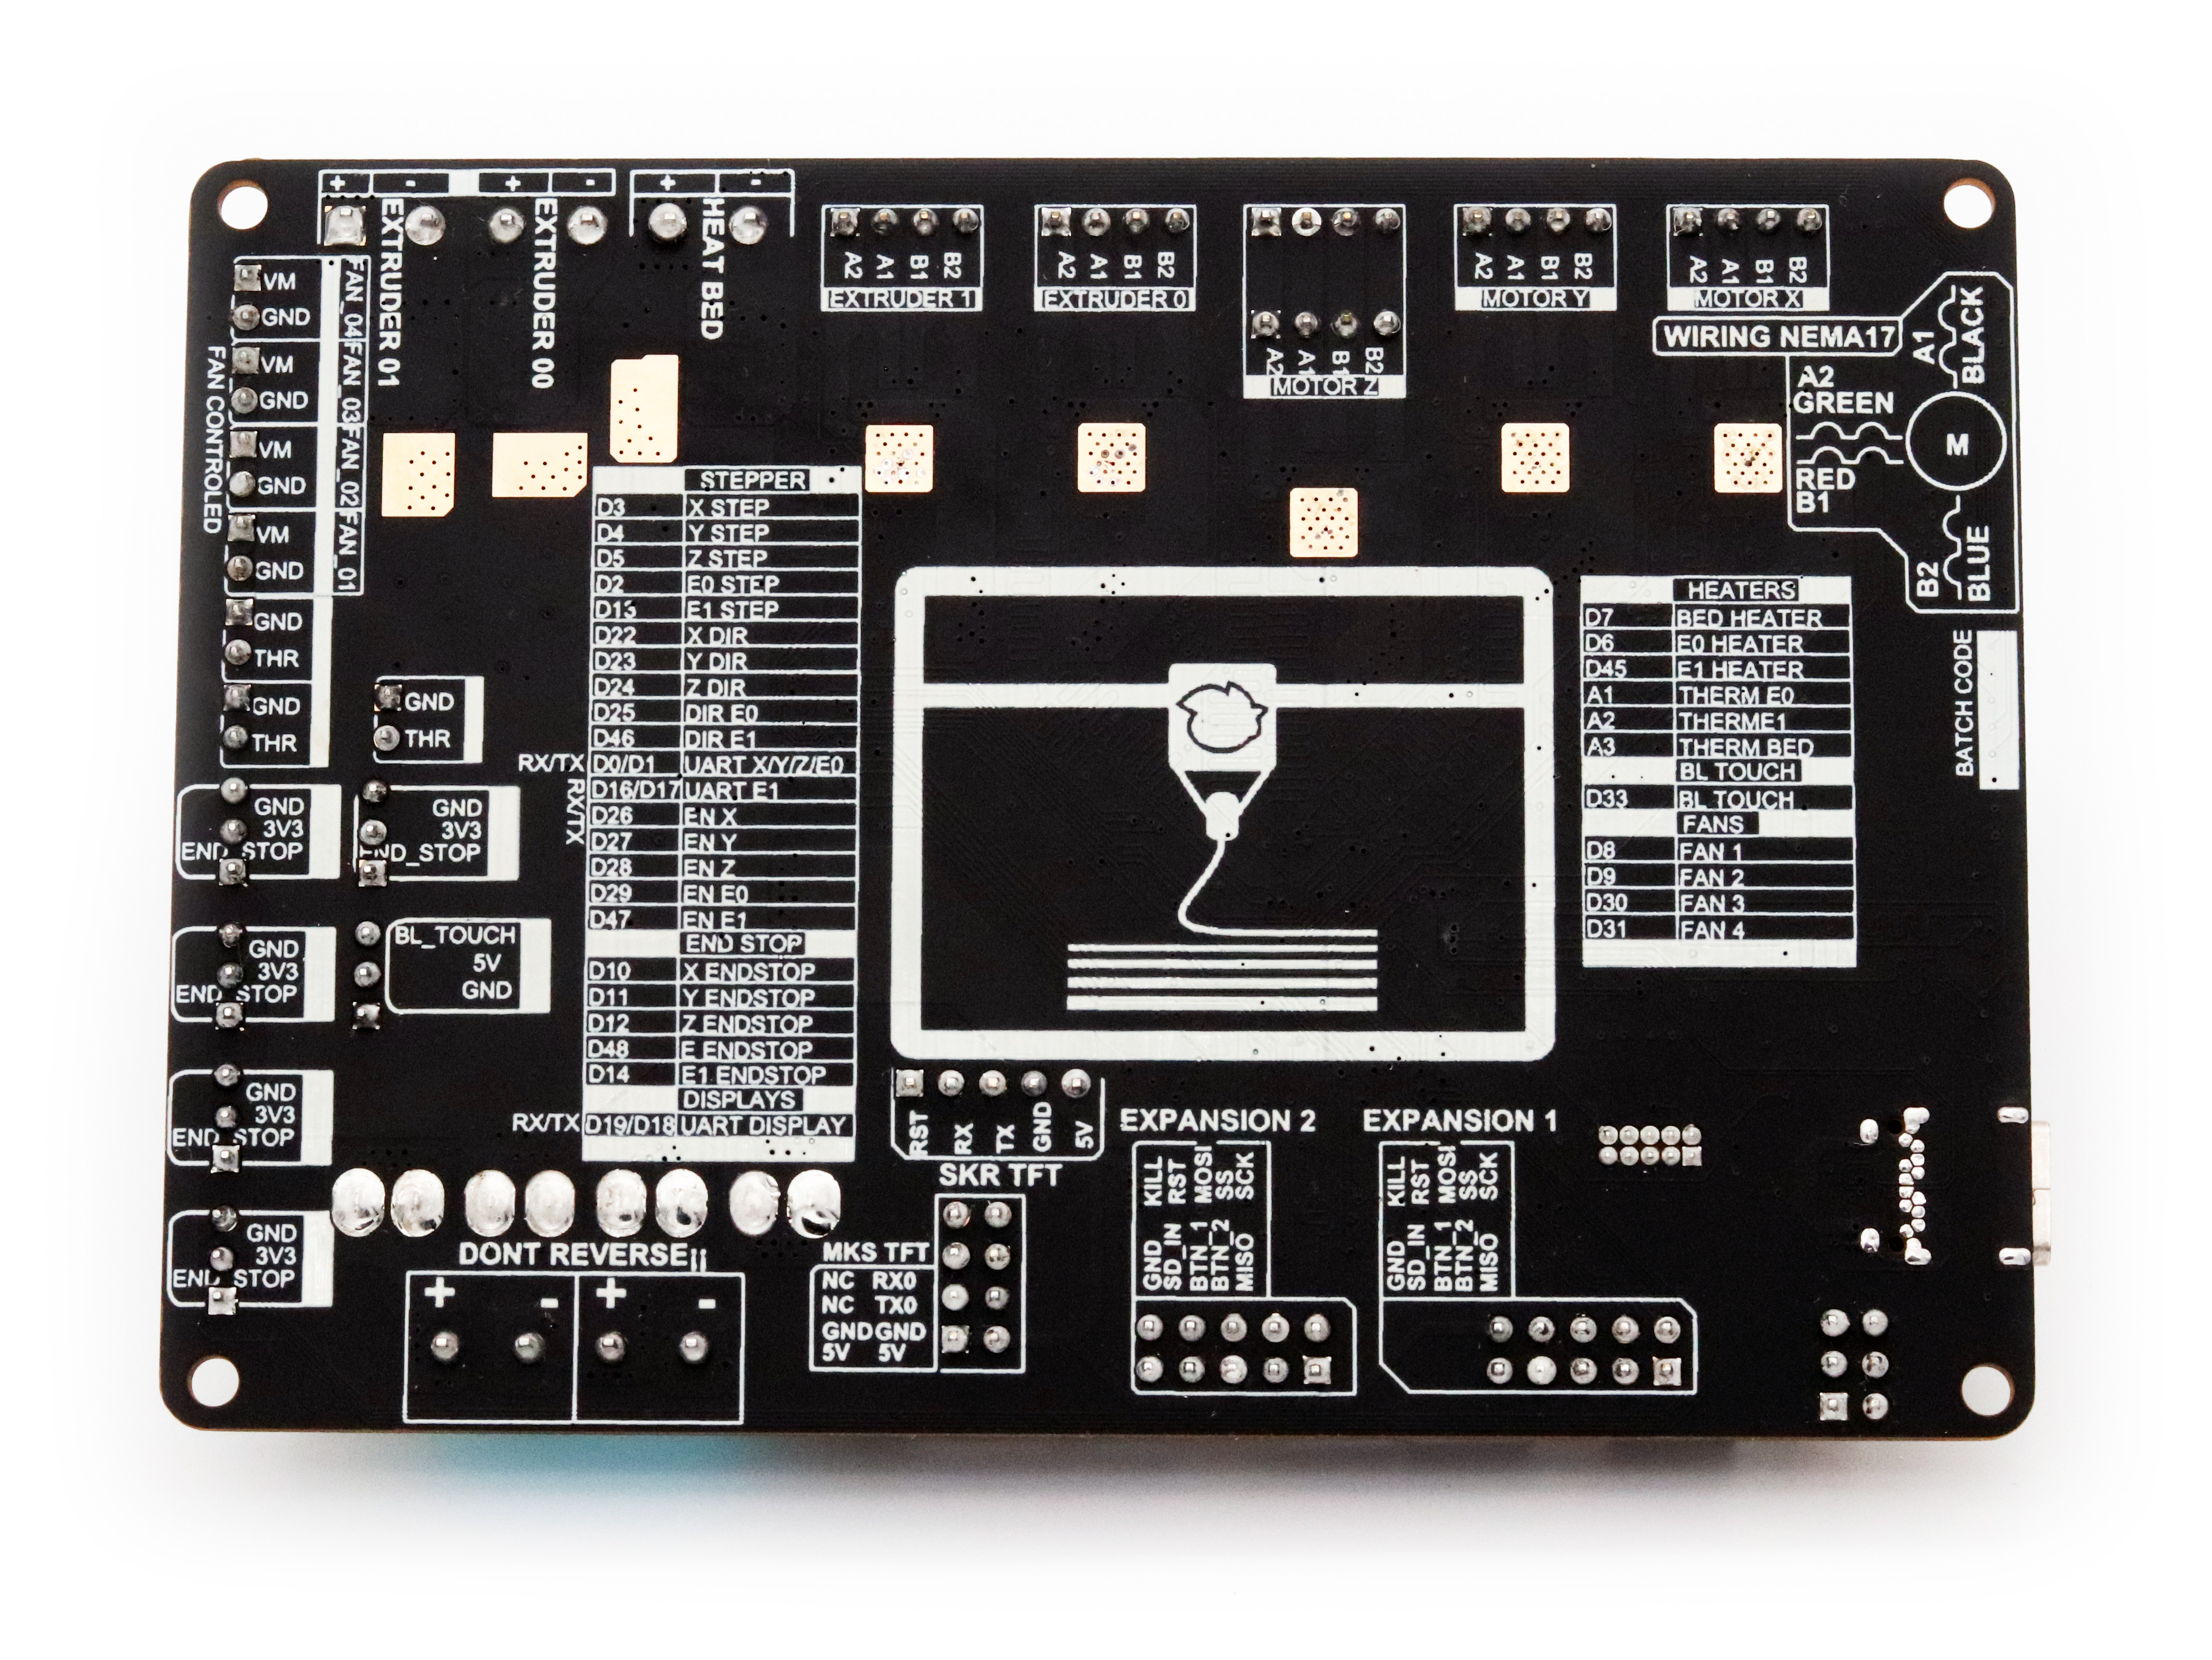 + - + - + -
EXTRUDER 01
EXTRUDER 00
HEAT BED
A2 A1 B1 B2
EXTRUDER 1
A2 A1 B1 B2
EXTRUDER 0
A2 A1 B1 B2
MOTOR Z
A2 A1 B1 B2
MOTOR Y
A2 A1 B1 B2
MOTOR X
WIRING NEMA17
A1
BLACK
A2
GREEN
M
RED
B1
B2
BLUE
BATCH CODE
FAN CONTROLED
VM
GND
FAN_04
VM
GND
FAN_03
VM
GND
FAN_02
VM
GND
FAN_01
GND
THR
GND
THR
GND
THR
GND
3V3
END_STOP
GND
3V3
END_STOP
GND
3V3
END_STOP
BL_TOUCH
5V
GND
GND
3V3
END_STOP
GND
3V3
END_STOP
STEPPER
D3 X STEP
D4 Y STEP
D5 Z STEP
D2 E0 STEP
D13 E1 STEP
D22 X DIR
D23 Y DIR
D24 Z DIR
D25 DIR E0
D46 DIR E1
RX/TX D0/D1 UART X/Y/Z/E0
RX/TX D16/D17 UART E1
D26 EN X
D27 EN Y
D28 EN Z
D29 EN E0
D47 EN E1
END STOP
D10 X ENDSTOP
D11 Y ENDSTOP
D12 Z ENDSTOP
D48 E ENDSTOP
D14 E1 ENDSTOP
DISPLAYS
RX/TX D19/D18 UART DISPLAY
HEATERS
D7 BED HEATER
D6 E0 HEATER
D45 E1 HEATER
A1 THERM E0
A2 THERME1
A3 THERM BED
BL TOUCH
D33 BL TOUCH
FANS
D8 FAN 1
D9 FAN 2
D30 FAN 3
D31 FAN 4
RST RX TX GND 5V
SKR TFT
DONT REVERSE¡¡
+ - + -
MKS TFT
NC RX0
NC TX0
GND GND
5V 5V
EXPANSION 2
KILL RST MOSI SS SCK
GND SD_IN BTN_1 BTN_2 MISO
EXPANSION 1
KILL RST MOSI SS SCK
GND SD_IN BTN_1 BTN_2 MISO